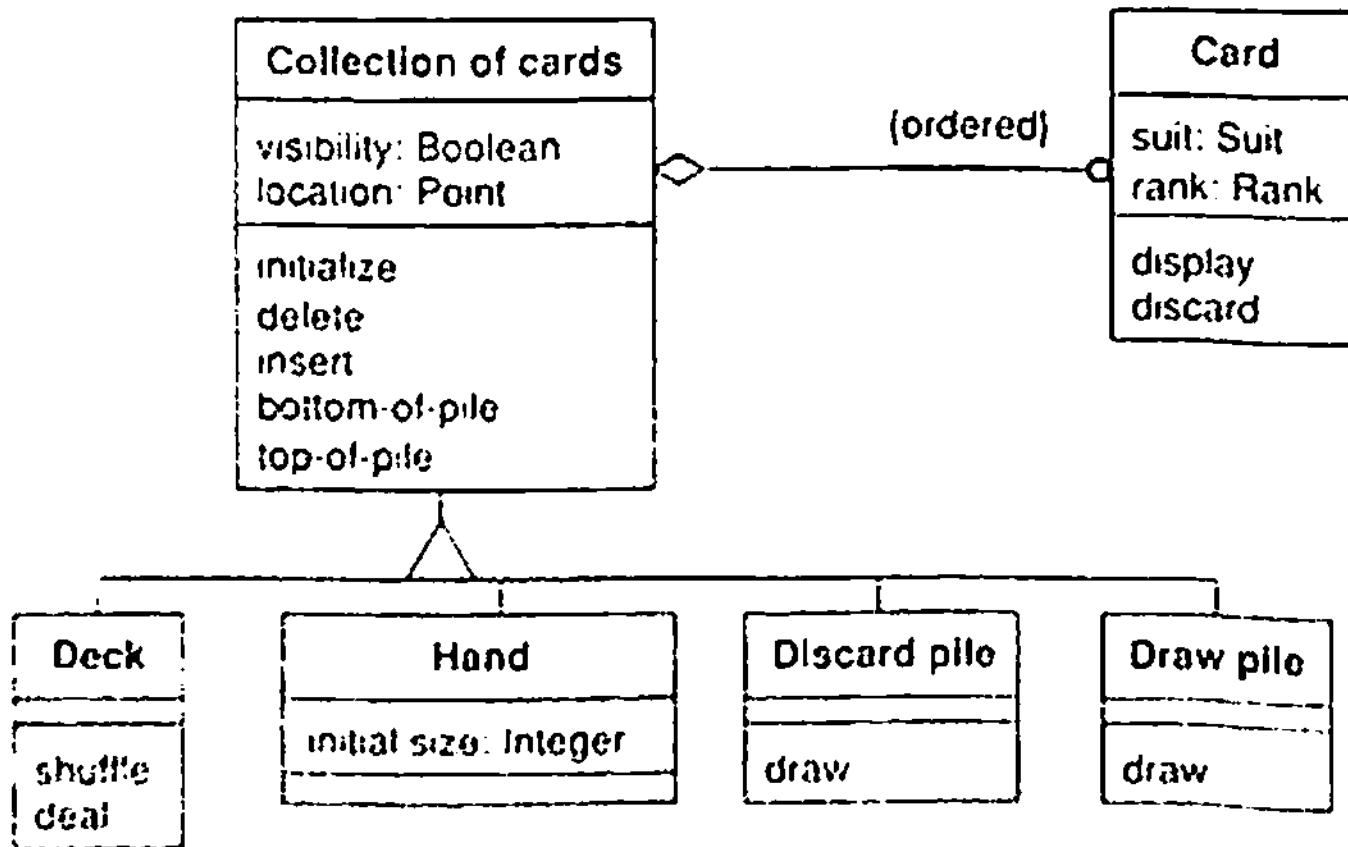 Collection of cards
visibility: Boolean
location: Point
initialize
delete
insert
bottom-of-pile
top-of-pile
{ordered}
Card
suit: Suit
rank: Rank
display
discard
Deck
shuffle
deal
Hand
initial size: Integer
Discard pile
draw
Draw pile
draw